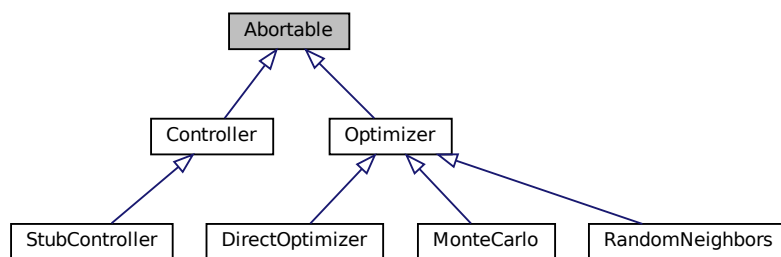 Abortable
Controller
Optimizer
StubController
DirectOptimizer
MonteCarlo
RandomNeighbors